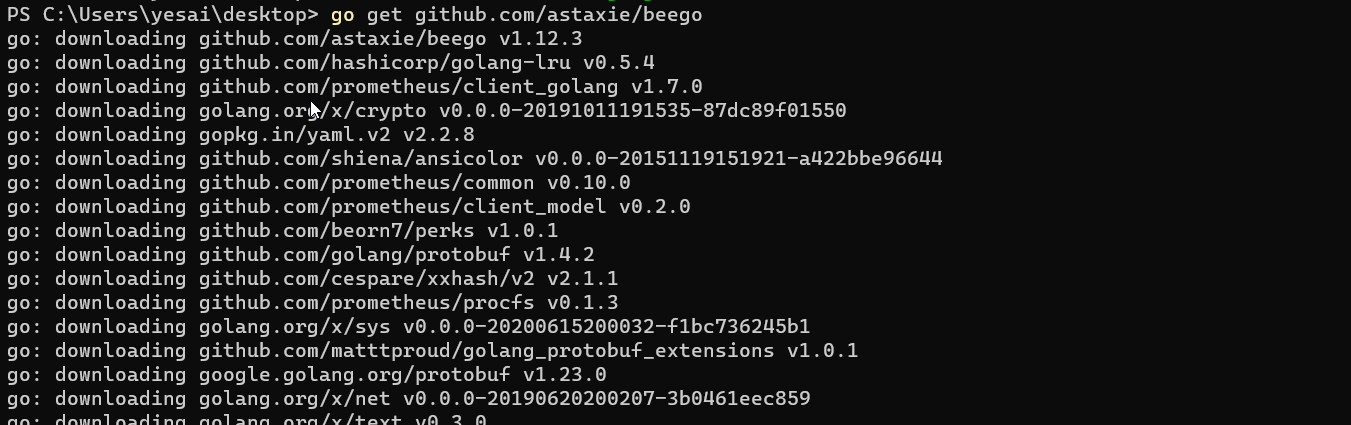 PS C:\Users\yesai\desktop> go get github.com/astaxie/beego
go: downloading github.com/astaxie/beego v1.12.3
go: downloading github.com/hashicorp/golang-lru v0.5.4
go: downloading github.com/prometheus/client_golang v1.7.0
go: downloading golang.org/x/crypto v0.0.0-20191011191535-87dc89f01550
go: downloading gopkg.in/yaml.v2 v2.2.8
go: downloading github.com/shiena/ansicolor v0.0.0-20151119151921-a422bbe96644
go: downloading github.com/prometheus/common v0.10.0
go: downloading github.com/prometheus/client_model v0.2.0
go: downloading github.com/beorn7/perks v1.0.1
go: downloading github.com/golang/protobuf v1.4.2
go: downloading github.com/cespare/xxhash/v2 v2.1.1
go: downloading github.com/prometheus/procfs v0.1.3
go: downloading golang.org/x/sys v0.0.0-20200615200032-f1bc736245b1
go: downloading github.com/matttproud/golang_protobuf_extensions v1.0.1
go: downloading google.golang.org/protobuf v1.23.0
go: downloading golang.org/x/net v0.0.0-20190620200207-3b0461eec859
go: downloading golang.org/x/text v0.3.0